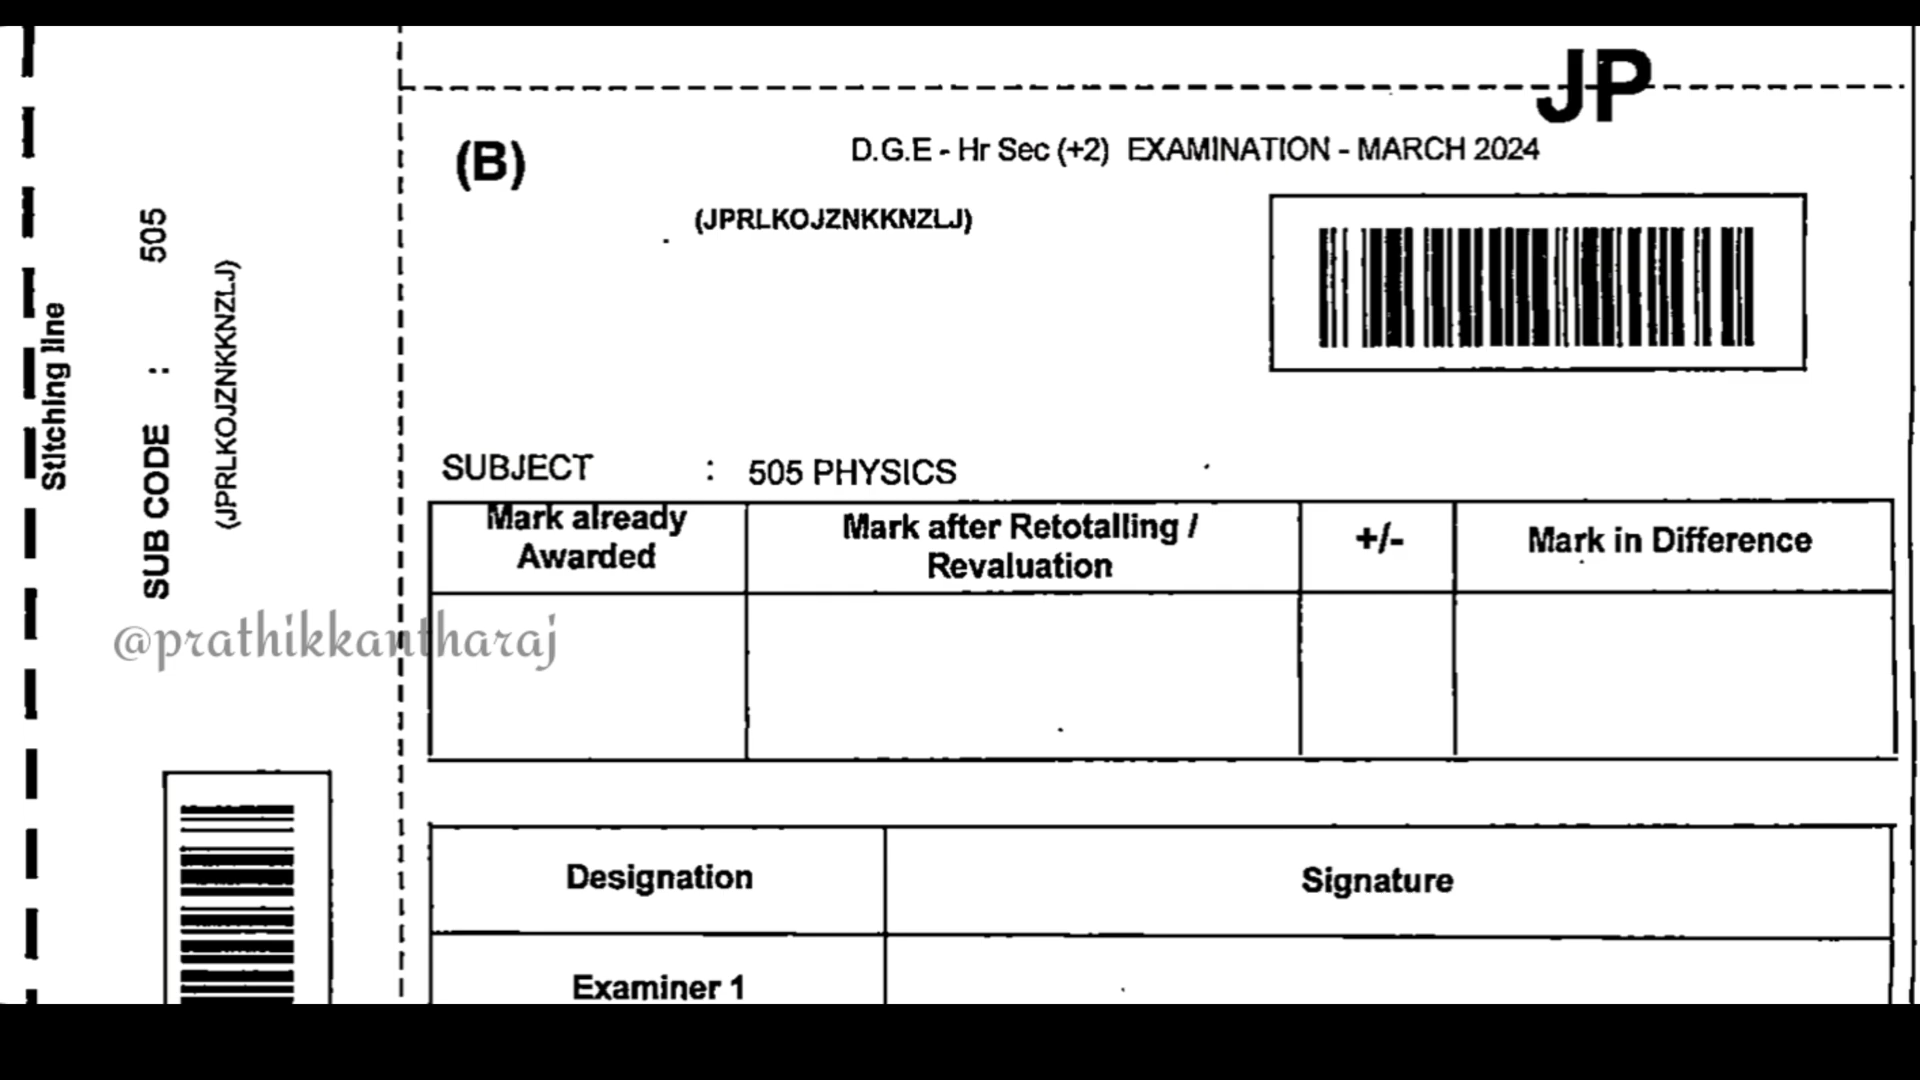 JP
(B)
D.G.E - Hr Sec (+2) EXAMINATION - MARCH 2024
(JPRLKOJZNKKNZLJ)
Stitching line
SUB CODE : 505
(JPRLKOJZNKKNZLJ)
SUBJECT : 505 PHYSICS
Mark already Awarded
Mark after Retotalling / Revaluation
+/-
Mark in Difference
@prathikkantharaj
Designation
Signature
Examiner 1